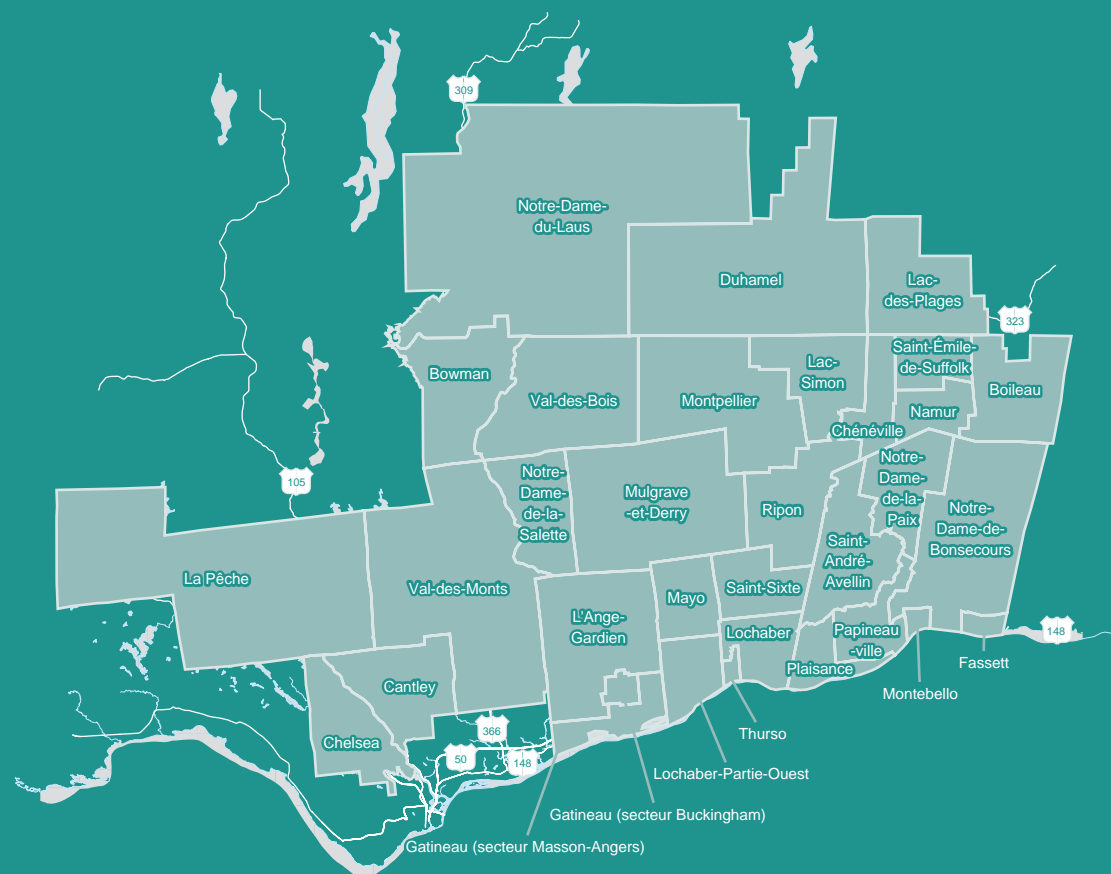 309
Notre-Dame-
du-Laus
Duhamel
Lac-
des-Plages
323
Saint-Émile-
de-Suffolk
Lac-
Simon
Bowman
Boileau
Val-des-Bois
Montpellier
Namur
Chénéville
105
Notre-
Dame-
de-la-
Salette
Mulgrave
-et-Derry
Ripon
Notre-
Dame-
de-la-
Paix
Notre-
Dame-de-
Bonsecours
Saint-
André-
Avellin
La Pêche
Val-des-Monts
Mayo
Saint-Sixte
L'Ange-
Gardien
Lochaber
Papineau
-ville
148
Fassett
Plaisance
Cantley
Montebello
366
Thurso
Chelsea
50
148
Lochaber-Partie-Ouest
Gatineau (secteur Buckingham)
Gatineau (secteur Masson-Angers)